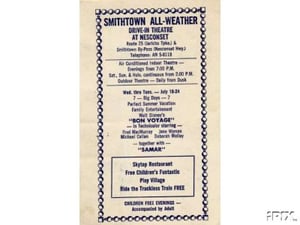 SMITHTOWN ALL-WEATHER
DRIVE-IN THEATRE
AT NESCONSET
Route 25 (Jericho Tpke.) &
Smithtown By-Pass (Nesconset Hwy.)
Telephone: AN 5-8118
Air Conditioned Indoor Theatre —
Evenings from 7:00 P.M.
Sat., Sun. & Hols. continuous from 2:00 P.M.
Outdoor Theatre — Daily from Dusk
Wed. thru Tues. — July 18-24
7 — Big Days — 7
Perfect Summer Vacation
Family Entertainment
Walt Disney's
"BON VOYAGE"
— In Technicolor starring —
Fred MacMurray Jane Wyman
Michael Callan Deborah Walley
— together with —
"SAMAR"
Skytop Restaurant
Free Children's Funtastic
Play Village
Ride the Trackless Train FREE
CHILDREN FREE EVENINGS —
Accompanied by Adult